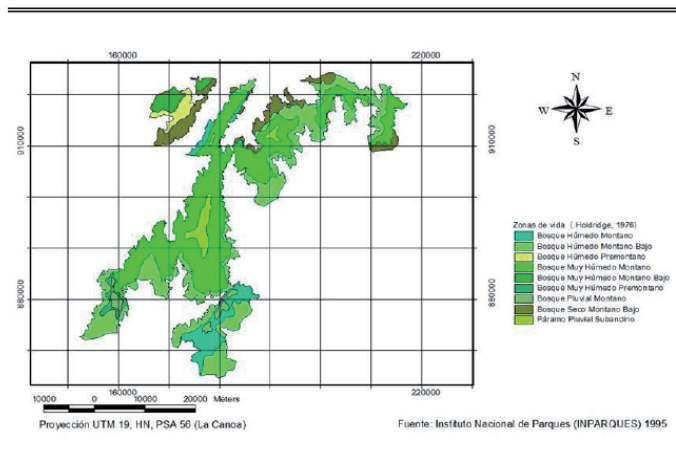 160000 220000
N
W E
S
910000 910000
Zonas de vida ( Holdridge, 1976)
Bosque Húmedo Montano
Bosque Húmedo Montano Bajo
Bosque Húmedo Premontano
Bosque Muy Húmedo Montano
Bosque Muy Húmedo Montano Bajo
Bosque Muy Húmedo Premontano
Bosque Pluvial Montano
Bosque Seco Montano Bajo
Páramo Pluvial Subandino
880000 880000
160000 220000
10000 0 10000 20000 Meters
Proyección UTM 19, HN, PSA 56 (La Canoa)
Fuente: Instituto Nacional de Parques (INPARQUES) 1995